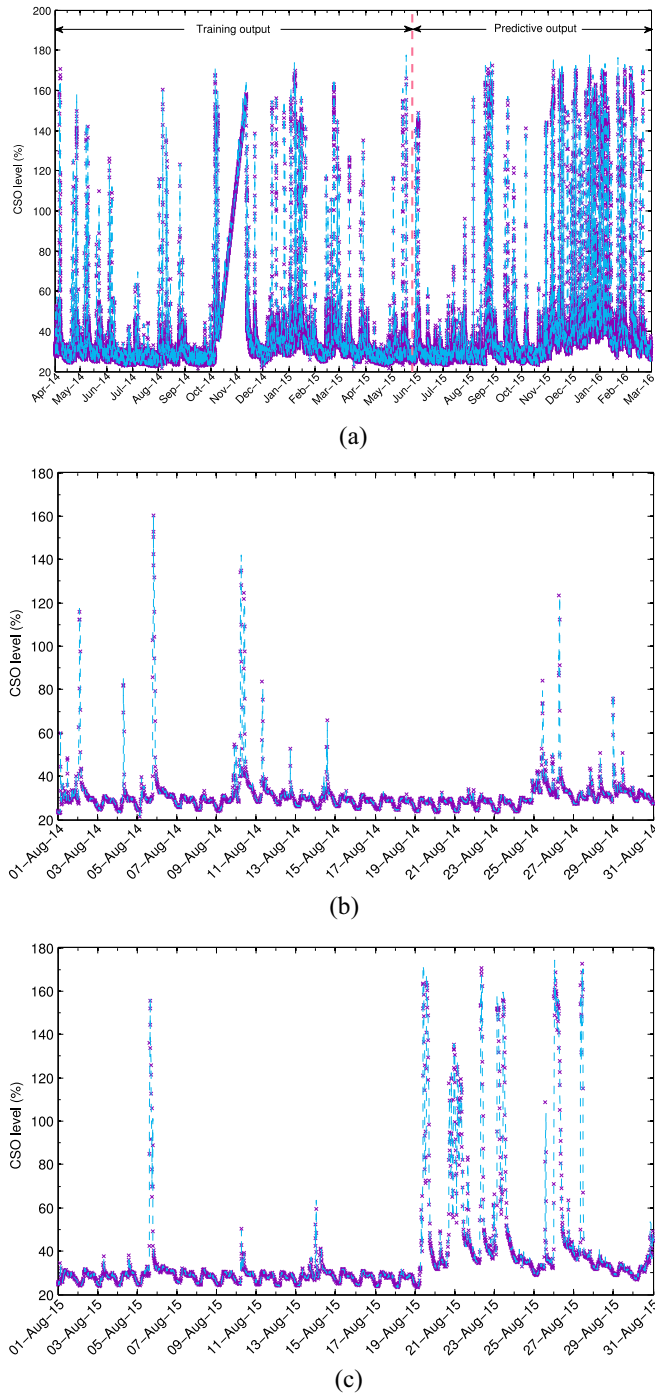 200
Training output
Predictive output
180
160
140
120
100
80
60
40
20
CSO level (%)
Apr-14
May-14
Jun-14
Jul-14
Aug-14
Sep-14
Oct-14
Nov-14
Dec-14
Jan-15
Feb-15
Mar-15
Apr-15
May-15
Jun-15
Jul-15
Aug-15
Sep-15
Oct-15
Nov-15
Dec-15
Jan-16
Feb-16
Mar-16
(a)
180
160
140
120
100
80
60
40
20
CSO level (%)
01-Aug-14
03-Aug-14
05-Aug-14
07-Aug-14
09-Aug-14
11-Aug-14
13-Aug-14
15-Aug-14
17-Aug-14
19-Aug-14
21-Aug-14
23-Aug-14
25-Aug-14
27-Aug-14
29-Aug-14
31-Aug-14
(b)
180
160
140
120
100
80
60
40
20
CSO level (%)
01-Aug-15
03-Aug-15
05-Aug-15
07-Aug-15
09-Aug-15
11-Aug-15
13-Aug-15
15-Aug-15
17-Aug-15
19-Aug-15
21-Aug-15
23-Aug-15
25-Aug-15
27-Aug-15
29-Aug-15
31-Aug-15
(c)